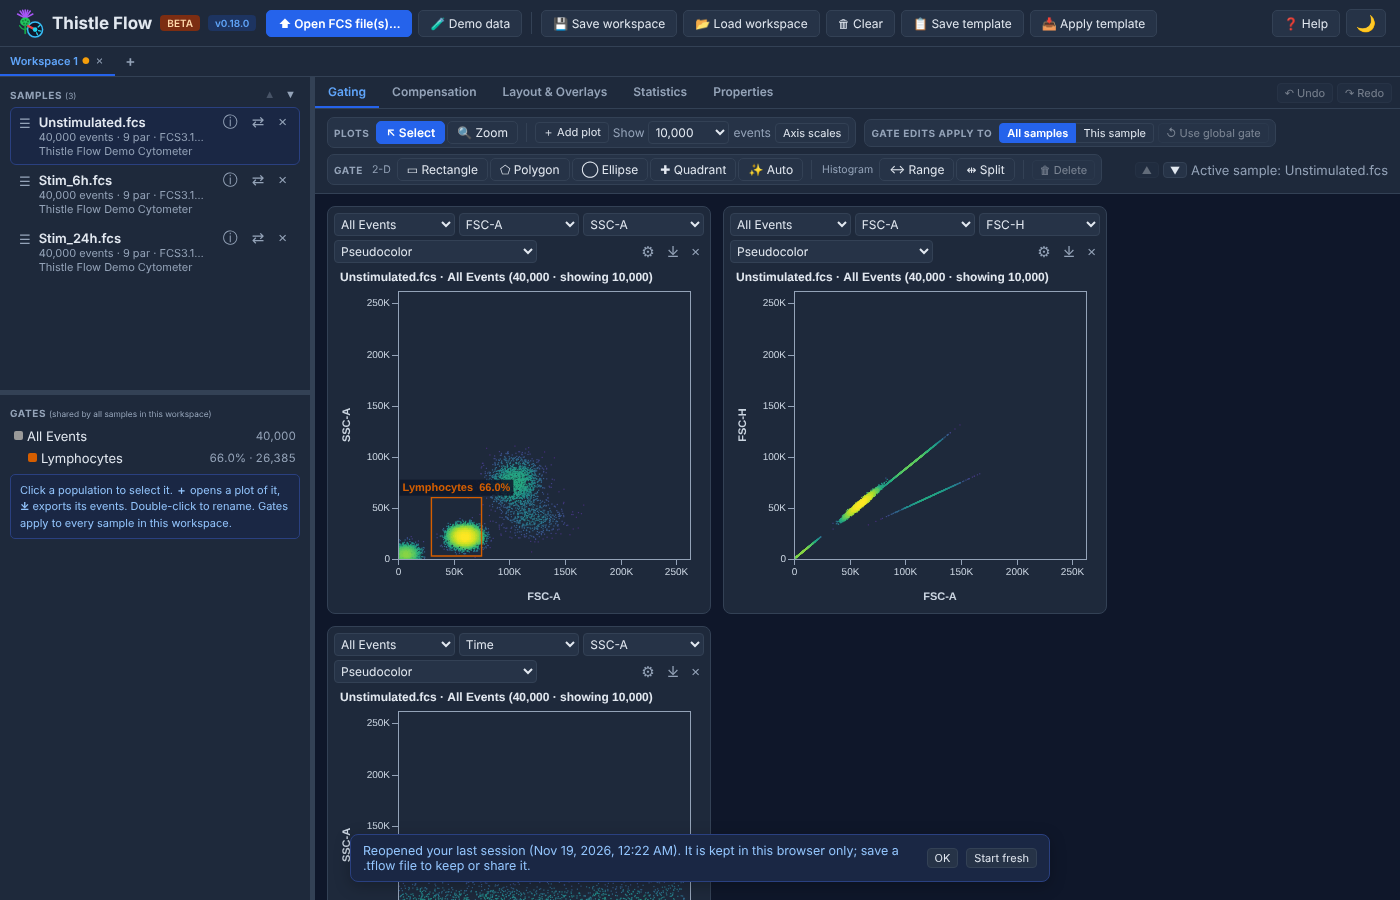 Thistle Flow BETA v0.18.0 Open FCS file(s)... Demo data Save workspace Load workspace Clear Save template Apply template Help
Workspace 1 × +
SAMPLES (3)
Unstimulated.fcs
40,000 events · 9 par · FCS3.1...
Thistle Flow Demo Cytometer
Stim_6h.fcs
40,000 events · 9 par · FCS3.1...
Thistle Flow Demo Cytometer
Stim_24h.fcs
40,000 events · 9 par · FCS3.1...
Thistle Flow Demo Cytometer
GATES (shared by all samples in this workspace)
All Events 40,000
Lymphocytes 66.0% · 26,385
Click a population to select it. + opens a plot of it,
exports its events. Double-click to rename. Gates
apply to every sample in this workspace.
Gating Compensation Layout & Overlays Statistics Properties Undo Redo
PLOTS Select Zoom + Add plot Show 10,000 events Axis scales GATE EDITS APPLY TO All samples This sample Use global gate
GATE 2-D Rectangle Polygon Ellipse Quadrant Auto Histogram Range Split Delete Active sample: Unstimulated.fcs
All Events FSC-A SSC-A
Pseudocolor
Unstimulated.fcs · All Events (40,000 · showing 10,000)
250K
200K
150K
100K
50K
0
SSC-A
Lymphocytes 66.0%
0 50K 100K 150K 200K 250K
FSC-A
All Events FSC-A FSC-H
Pseudocolor
Unstimulated.fcs · All Events (40,000 · showing 10,000)
250K
200K
150K
100K
50K
0
FSC-H
0 50K 100K 150K 200K 250K
FSC-A
All Events Time SSC-A
Pseudocolor
Unstimulated.fcs · All Events (40,000 · showing 10,000)
250K
200K
150K
SSC-A
Reopened your last session (Nov 19, 2026, 12:22 AM). It is kept in this browser only; save a
.tflow file to keep or share it.
OK Start fresh